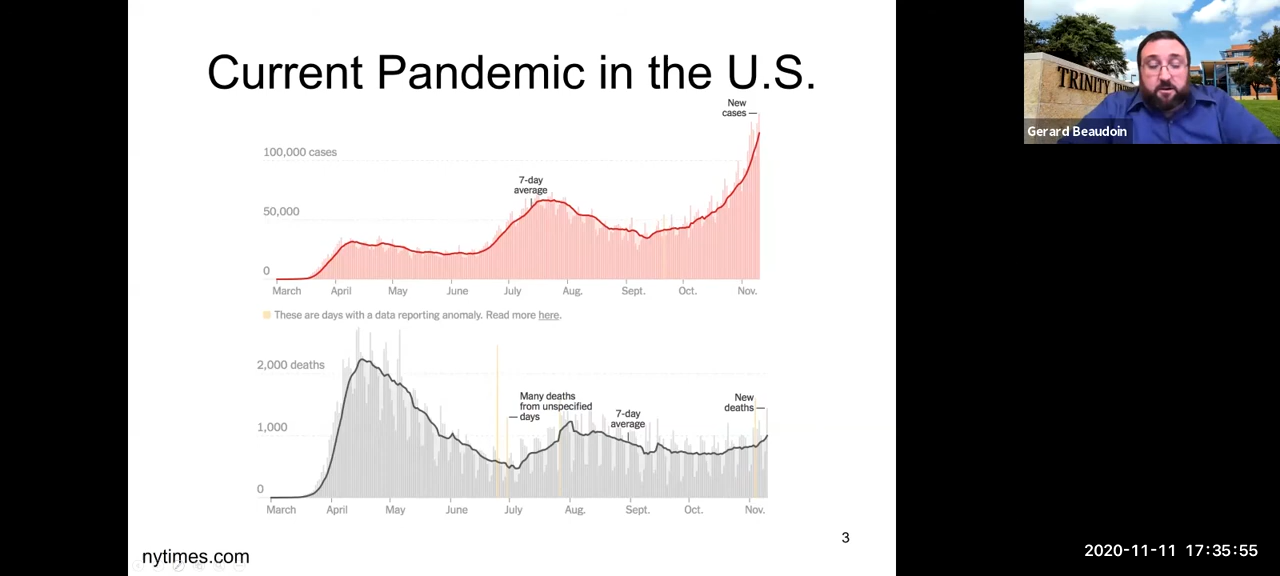 Current Pandemic in the U.S.
New
cases
100,000 cases
7-day
average
50,000
0
March April May June July Aug. Sept. Oct. Nov.
These are days with a data reporting anomaly. Read more here.
2,000 deaths
Many deaths
from unspecified
days
7-day
average
New
deaths
1,000
0
March April May June July Aug. Sept. Oct. Nov.
3
nytimes.com
TRINITY UNI
Gerard Beaudoin
2020-11-11 17:35:55